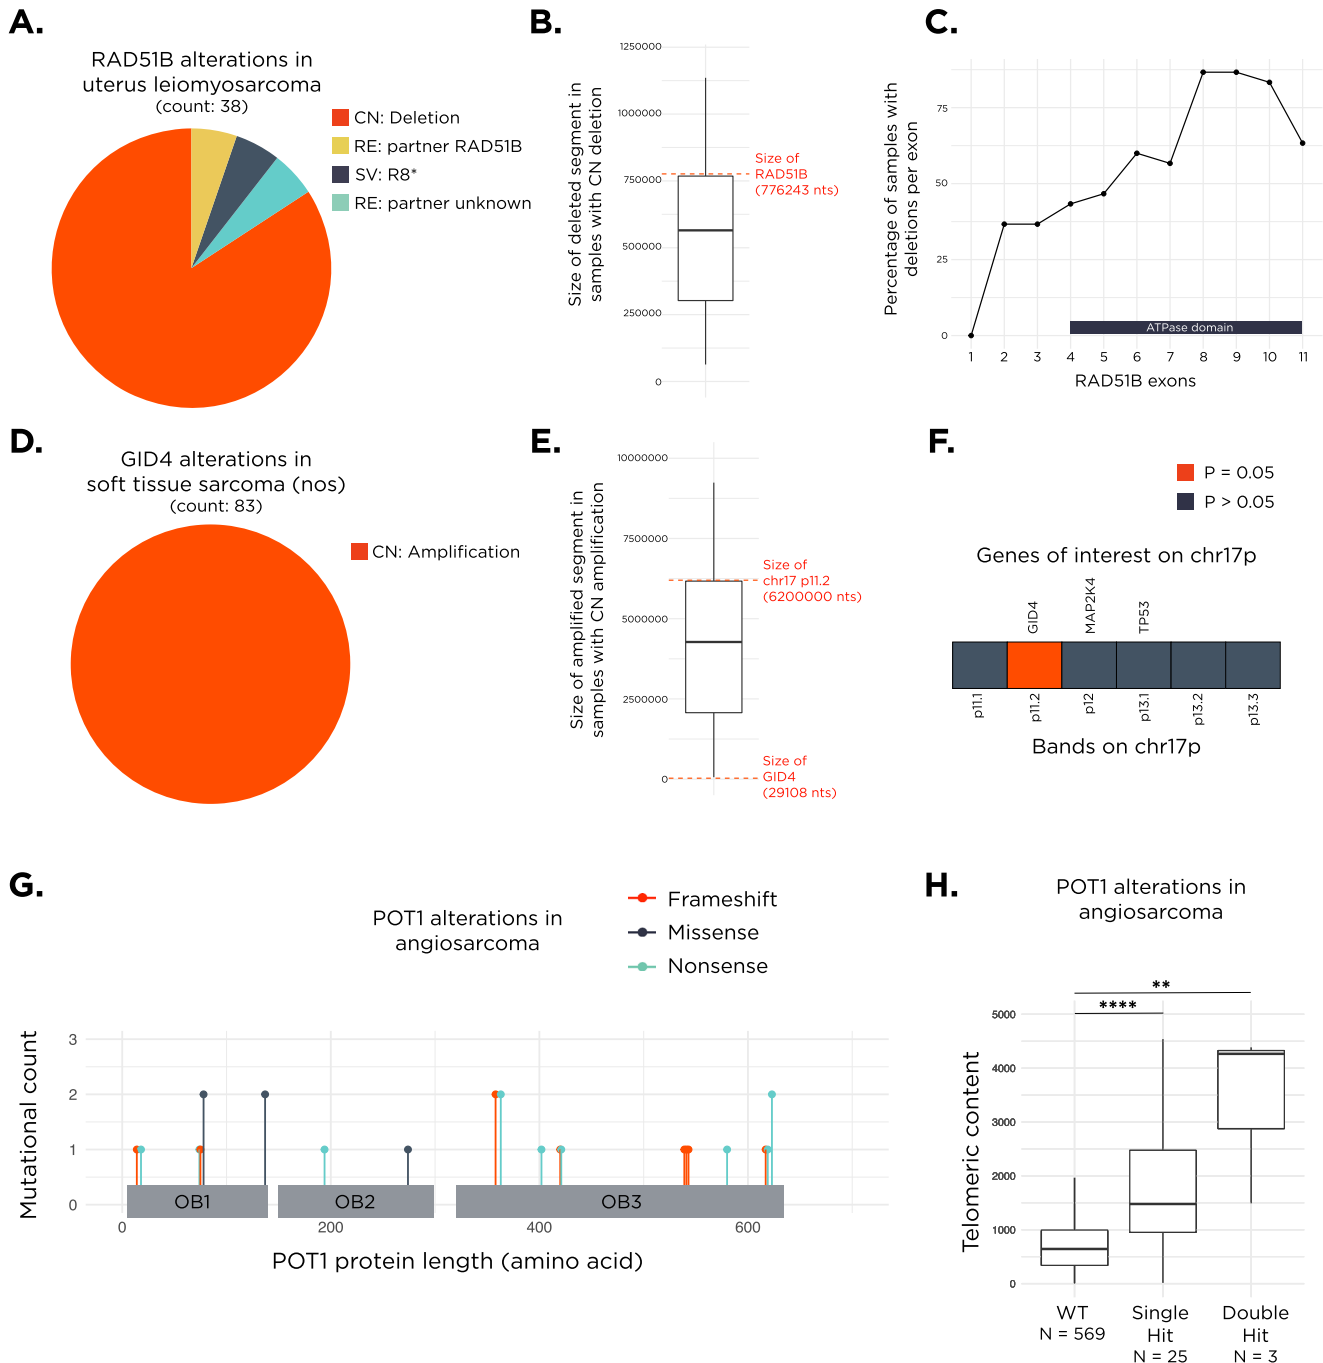 A.
RAD51B alterations in
uterus leiomyosarcoma
(count: 38)
CN: Deletion
RE: partner RAD51B
SV: R8*
RE: partner unknown
B.
Size of deleted segment in
samples with CN deletion
1250000
1000000
750000
500000
250000
0
Size of
RAD51B
(776243 nts)
C.
Percentage of samples with
deletions per exon
75
50
25
0
ATPase domain
1 2 3 4 5 6 7 8 9 10 11
RAD51B exons
D.
GID4 alterations in
soft tissue sarcoma (nos)
(count: 83)
CN: Amplification
E.
Size of amplified segment in
samples with CN amplification
10000000
7500000
5000000
2500000
0
Size of
chr17 p11.2
(6200000 nts)
Size of
GID4
(29108 nts)
F.
P = 0.05
P > 0.05
Genes of interest on chr17p
GID4 MAP2K4 TP53
p11.1 p11.2 p12 p13.1 p13.2 p13.3
Bands on chr17p
G.
POT1 alterations in
angiosarcoma
Frameshift
Missense
Nonsense
Mutational count
3
2
1
0
OB1 OB2 OB3
0 200 400 600
POT1 protein length (amino acid)
H.
POT1 alterations in
angiosarcoma
**
****
Telomeric content
5000
4000
3000
2000
1000
0
WT
N = 569
Single
Hit
N = 25
Double
Hit
N = 3